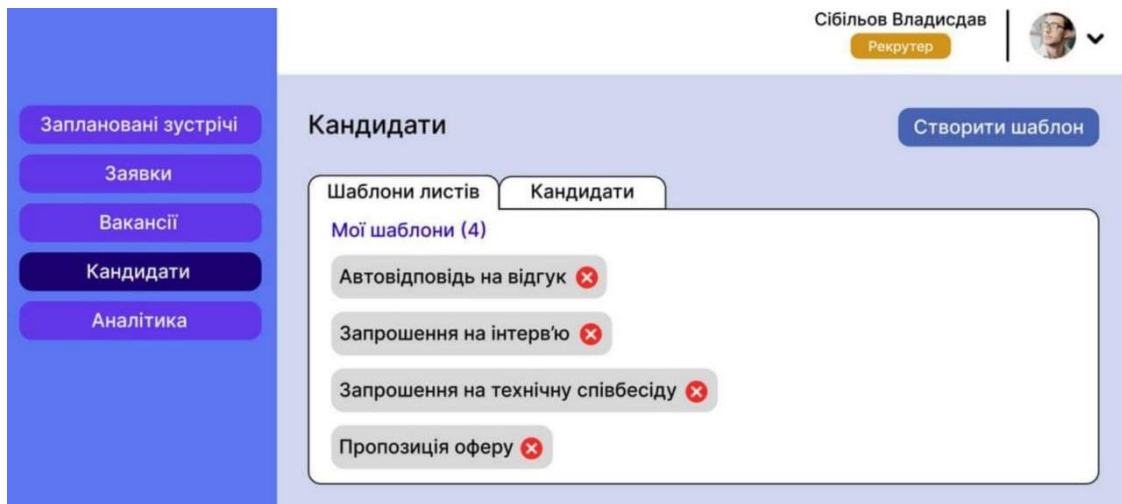 Сібільов Владисдав
Рекрутер
Заплановані зустрічі
Заявки
Вакансії
Кандидати
Аналітика
Кандидати
Створити шаблон
Шаблони листів
Кандидати
Мої шаблони (4)
Автовідповідь на відгук
Запрошення на інтерв’ю
Запрошення на технічну співбесіду
Пропозиція оферу